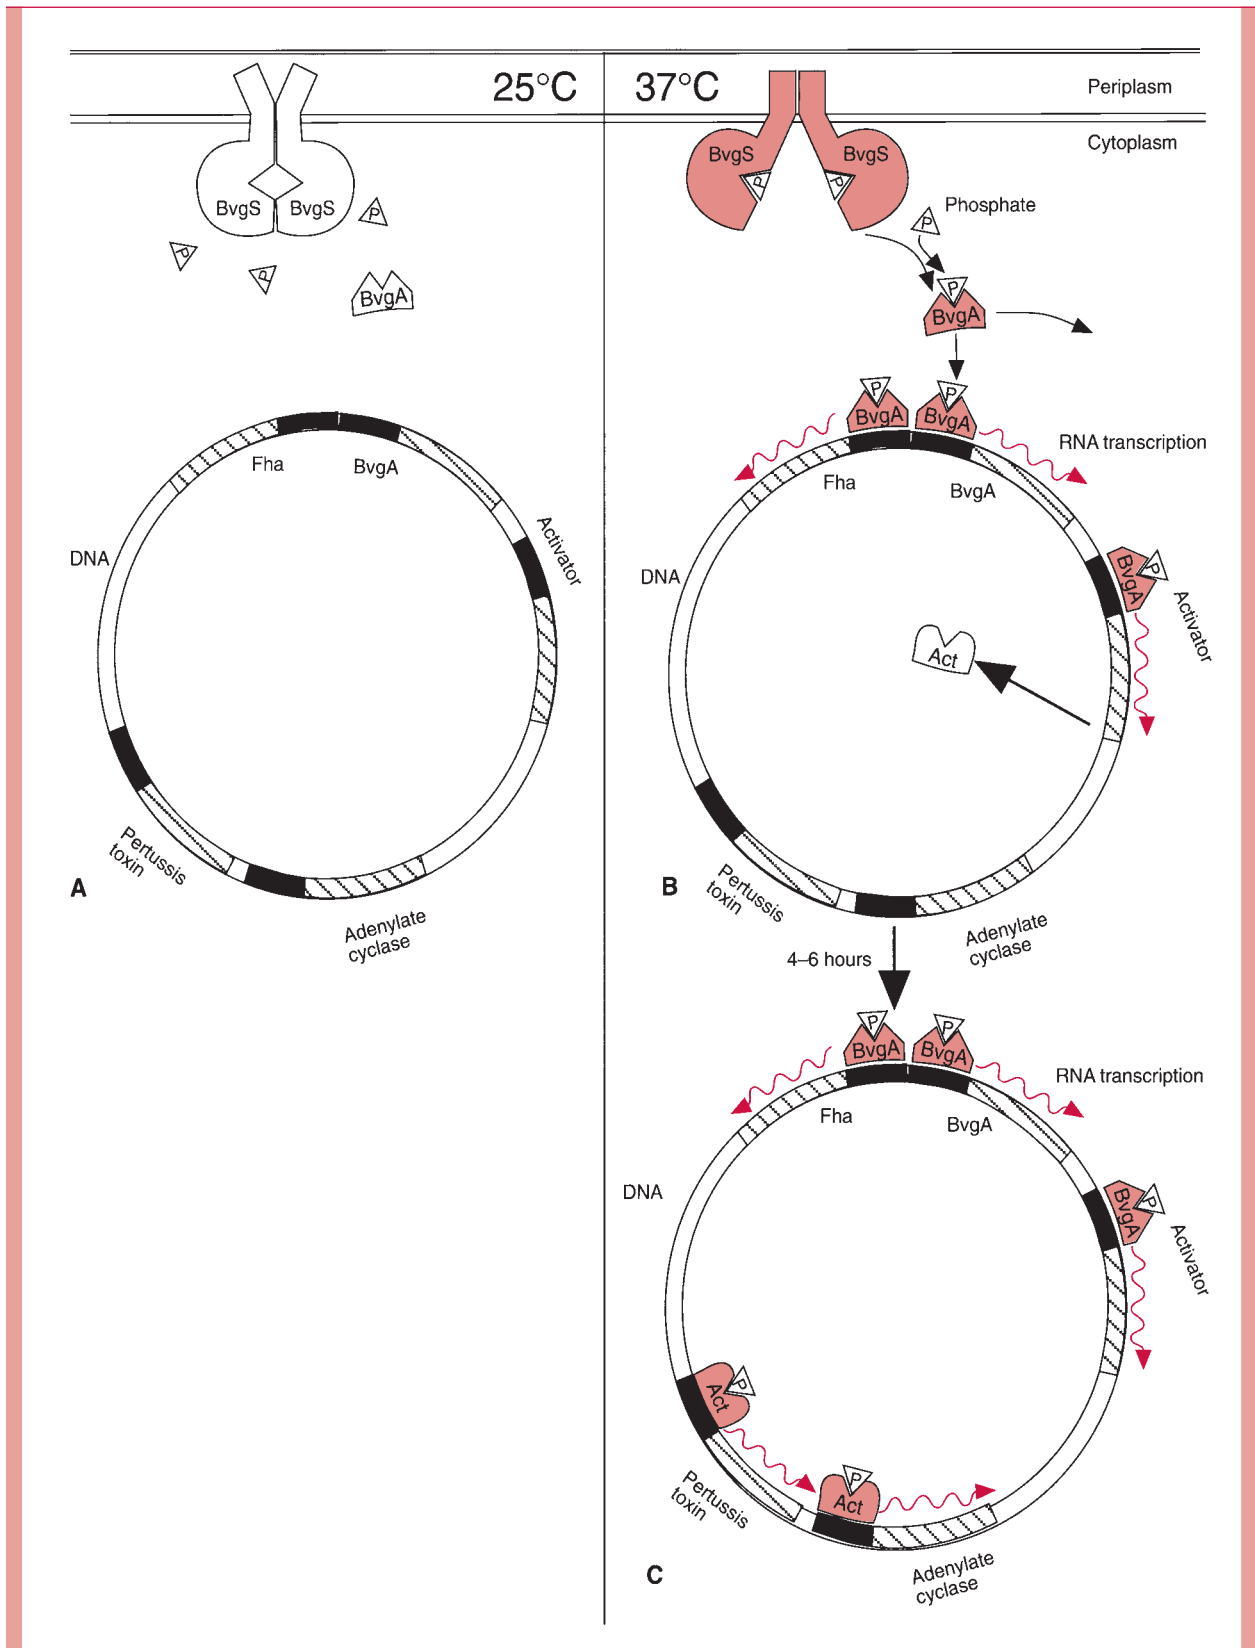 25°C
37°C
Periplasm
Cytoplasm
BvgS
BvgS
P
P
P
BvgA
Fha
BvgA
DNA
Activator
Pertussis
toxin
Adenylate
cyclase
A
BvgS
BvgS
P
P
Phosphate
P
P
BvgA
P
P
BvgA
BvgA
RNA transcription
Fha
BvgA
DNA
BvgA
P
Activator
Act
Pertussis
toxin
Adenylate
cyclase
B
4–6 hours
P
P
BvgA
BvgA
RNA transcription
Fha
BvgA
DNA
BvgA
P
Activator
Act
P
P
Act
Pertussis
toxin
Adenylate
cyclase
C